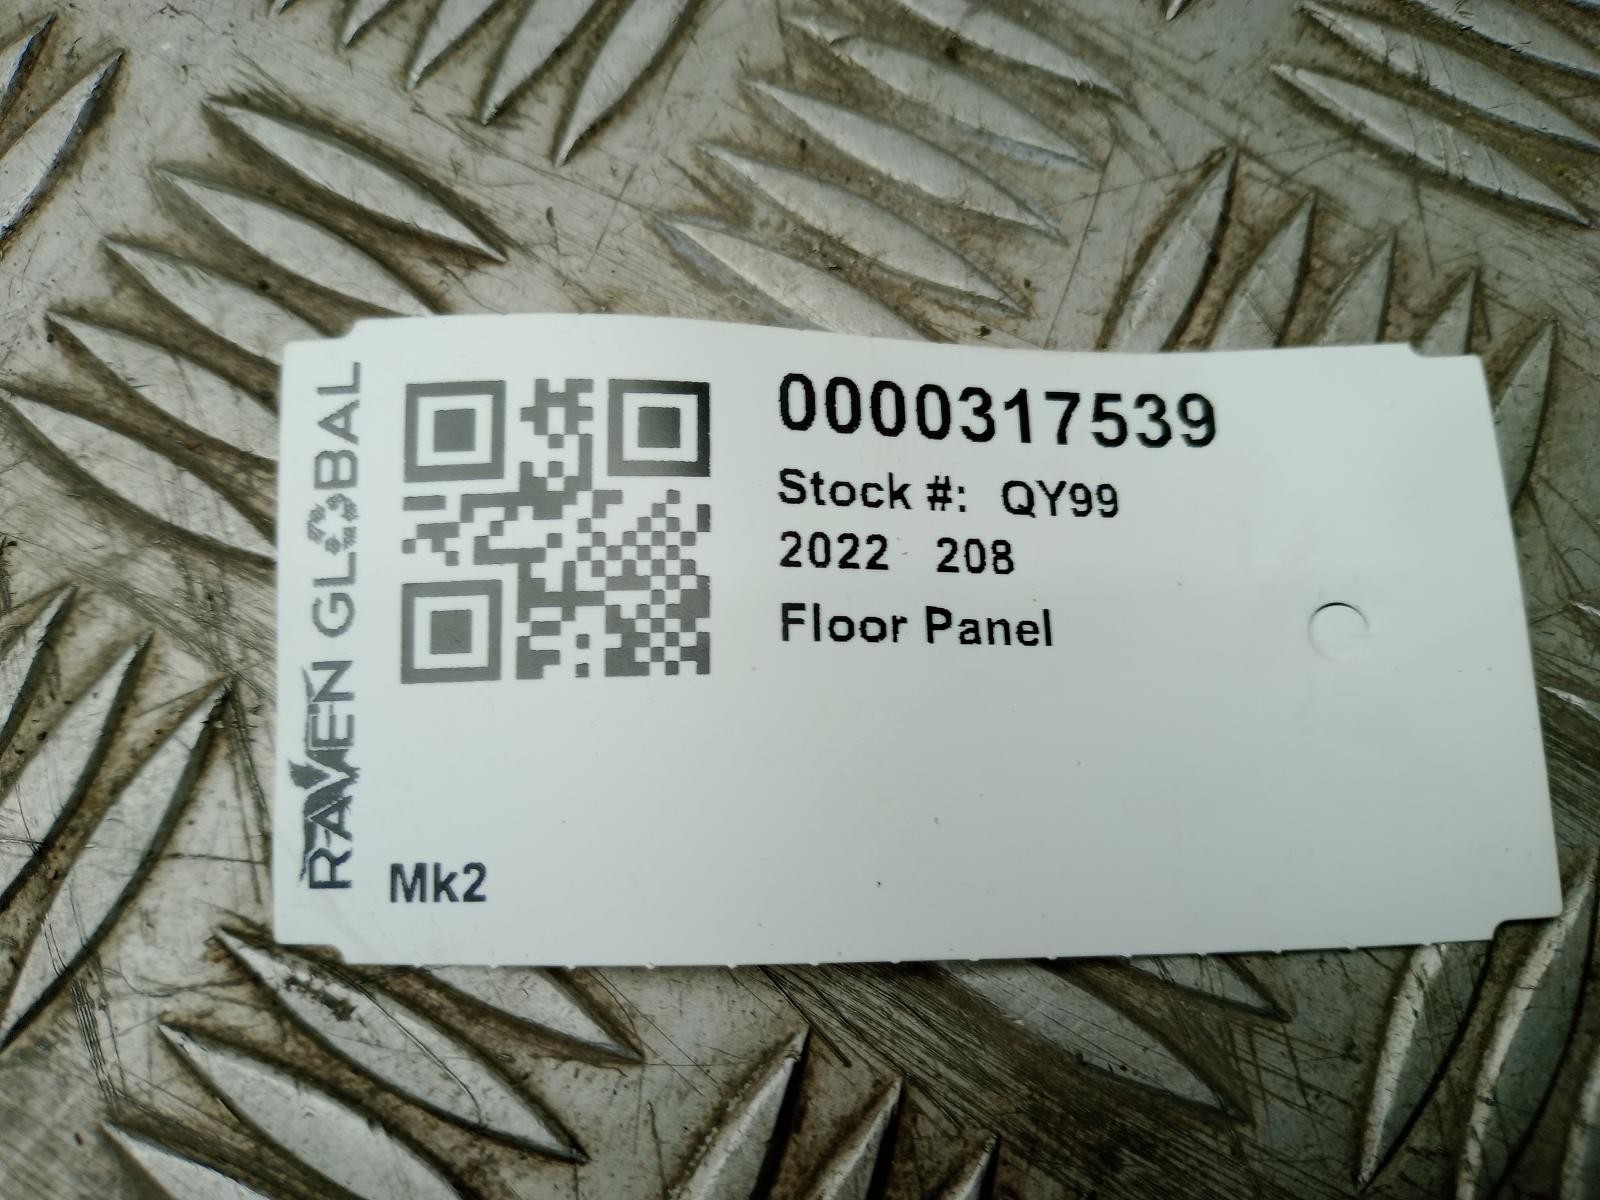 RAVEN GLOBAL
0000317539
Stock #: QY99
2022 208
Floor Panel
Mk2